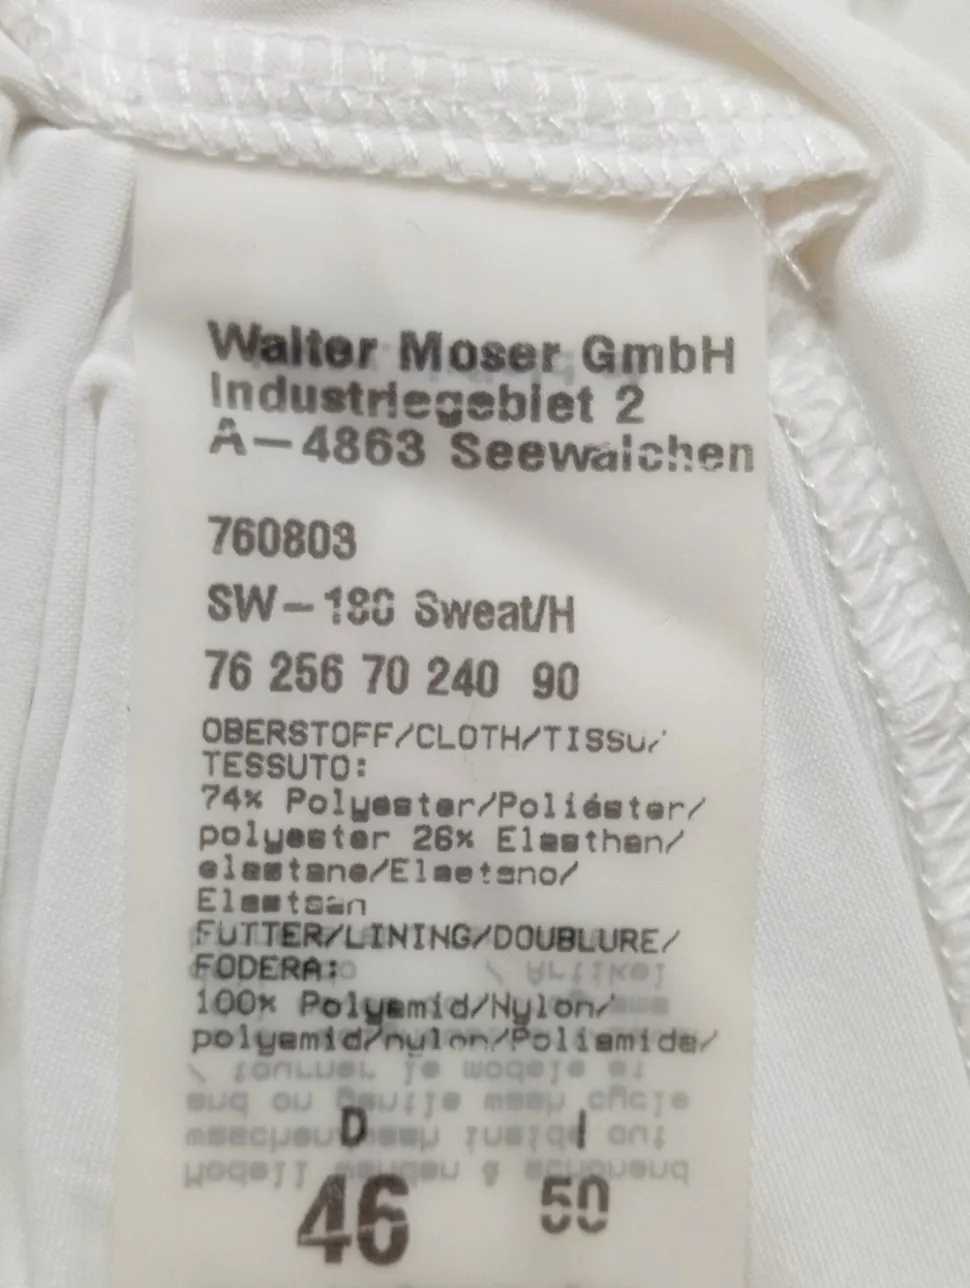 Walter Moser GmbH
Industriegebiet 2
A-4863 Seewalchen
760803
SW-180 Sweat/H
76 256 70 240 90
OBERSTOFF/CLOTH/TISSU/
TESSUTO:
74% Polyester/Poliéster/
polyester 26% Elasthan/
elastane/Elastano/
Elastsan
FUTTER/LINING/DOUBLURE/
FODERA:
100% Polyamid/Nylon/
polyamid/nylon/Poliamida/
D I
46 50